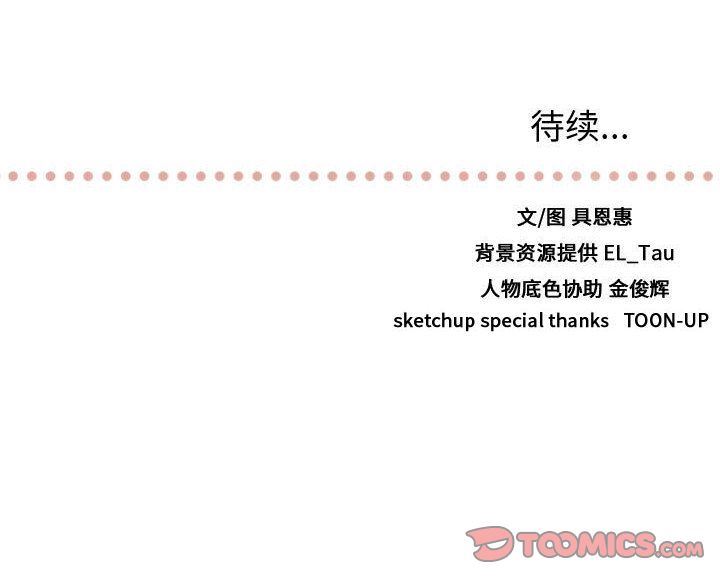 待续...
文/图 具恩惠
背景资源提供 EL_Tau
人物底色协助 金俊辉
sketchup special thanks TOON-UP
TOOMICS.com